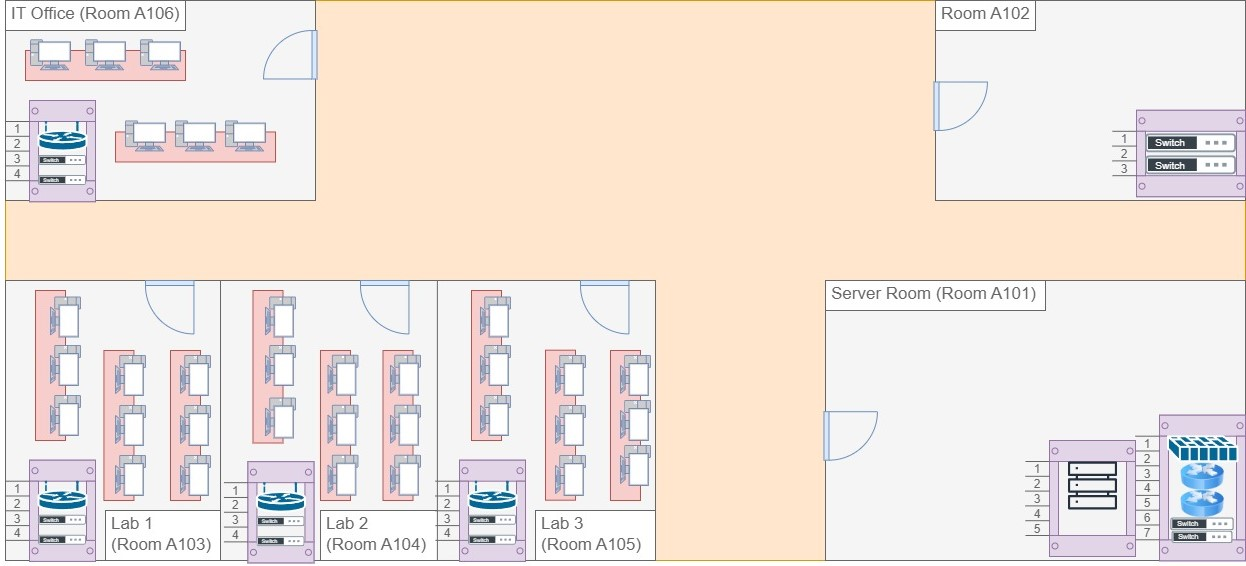 IT Office (Room A106)
Room A102
1
2
3
4
Switch
Switch
1
2
3
Switch
Switch
Server Room (Room A101)
1
2
3
4
Switch
Switch
Lab 1
(Room A103)
1
2
3
4
Switch
Switch
Lab 2
(Room A104)
1
2
3
4
Switch
Switch
Lab 3
(Room A105)
1
2
3
4
5
1
2
3
4
5
6
7
Switch
Switch